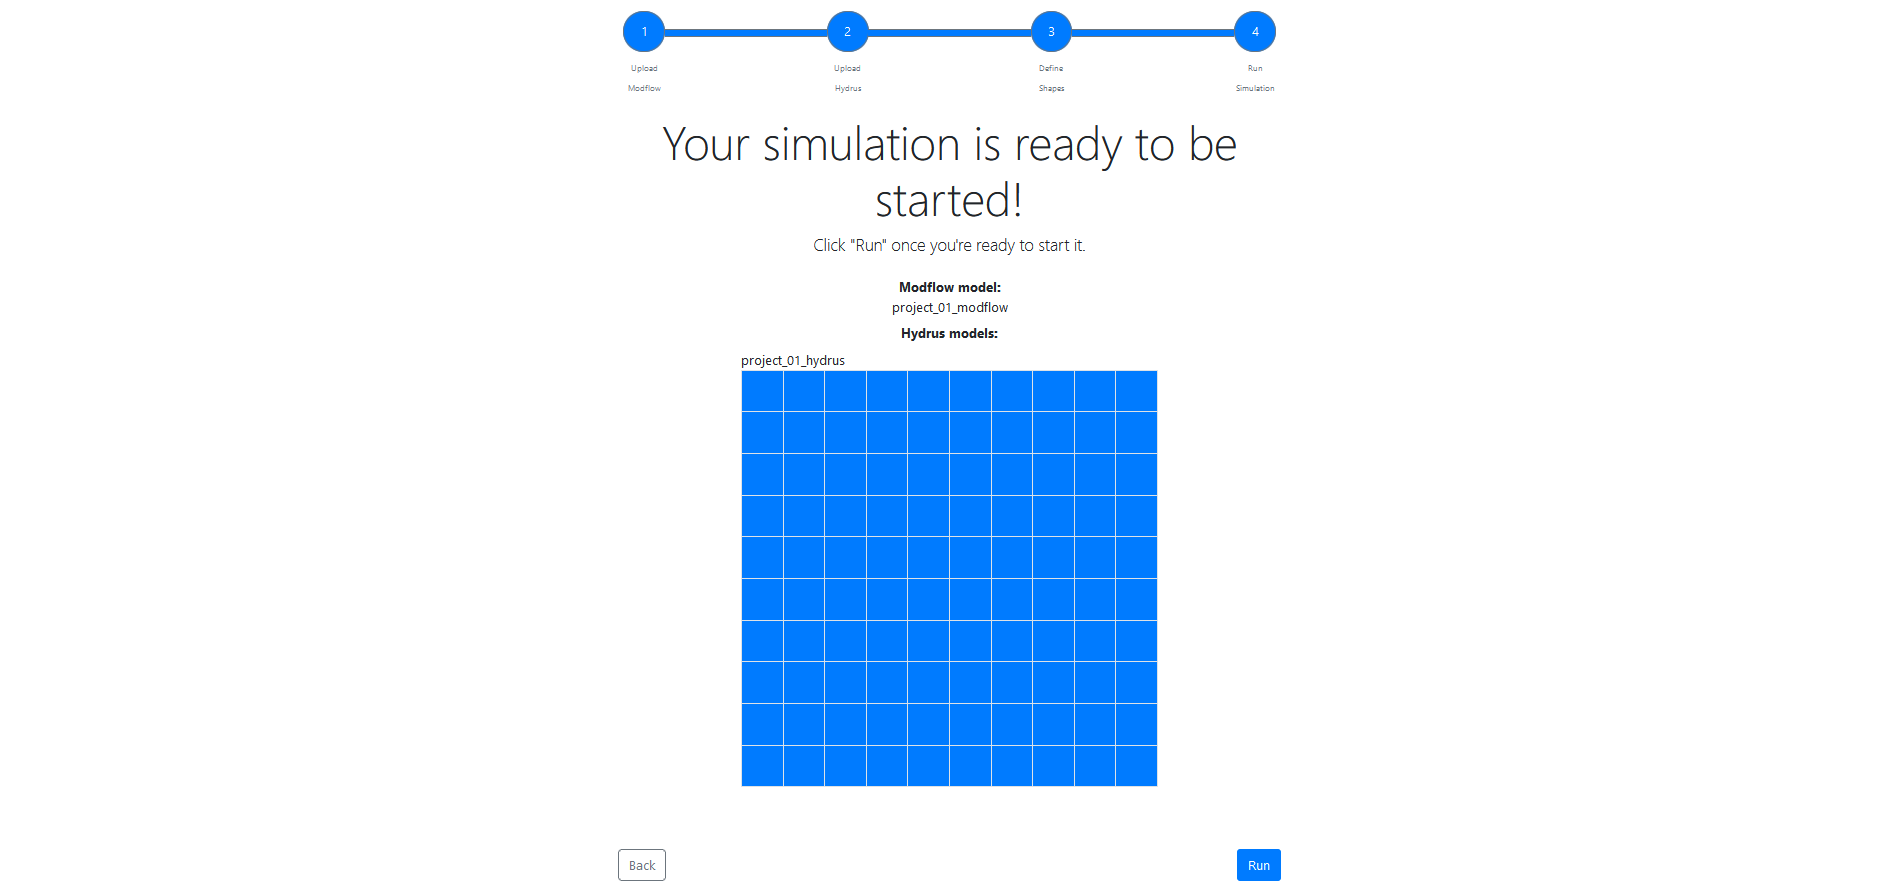 1 2 3 4
Upload Upload Define Run
Modflow Hydrus Shapes Simulation
Your simulation is ready to be
started!
Click "Run" once you're ready to start it.
Modflow model:
project_01_modflow
Hydrus models:
project_01_hydrus
Back Run